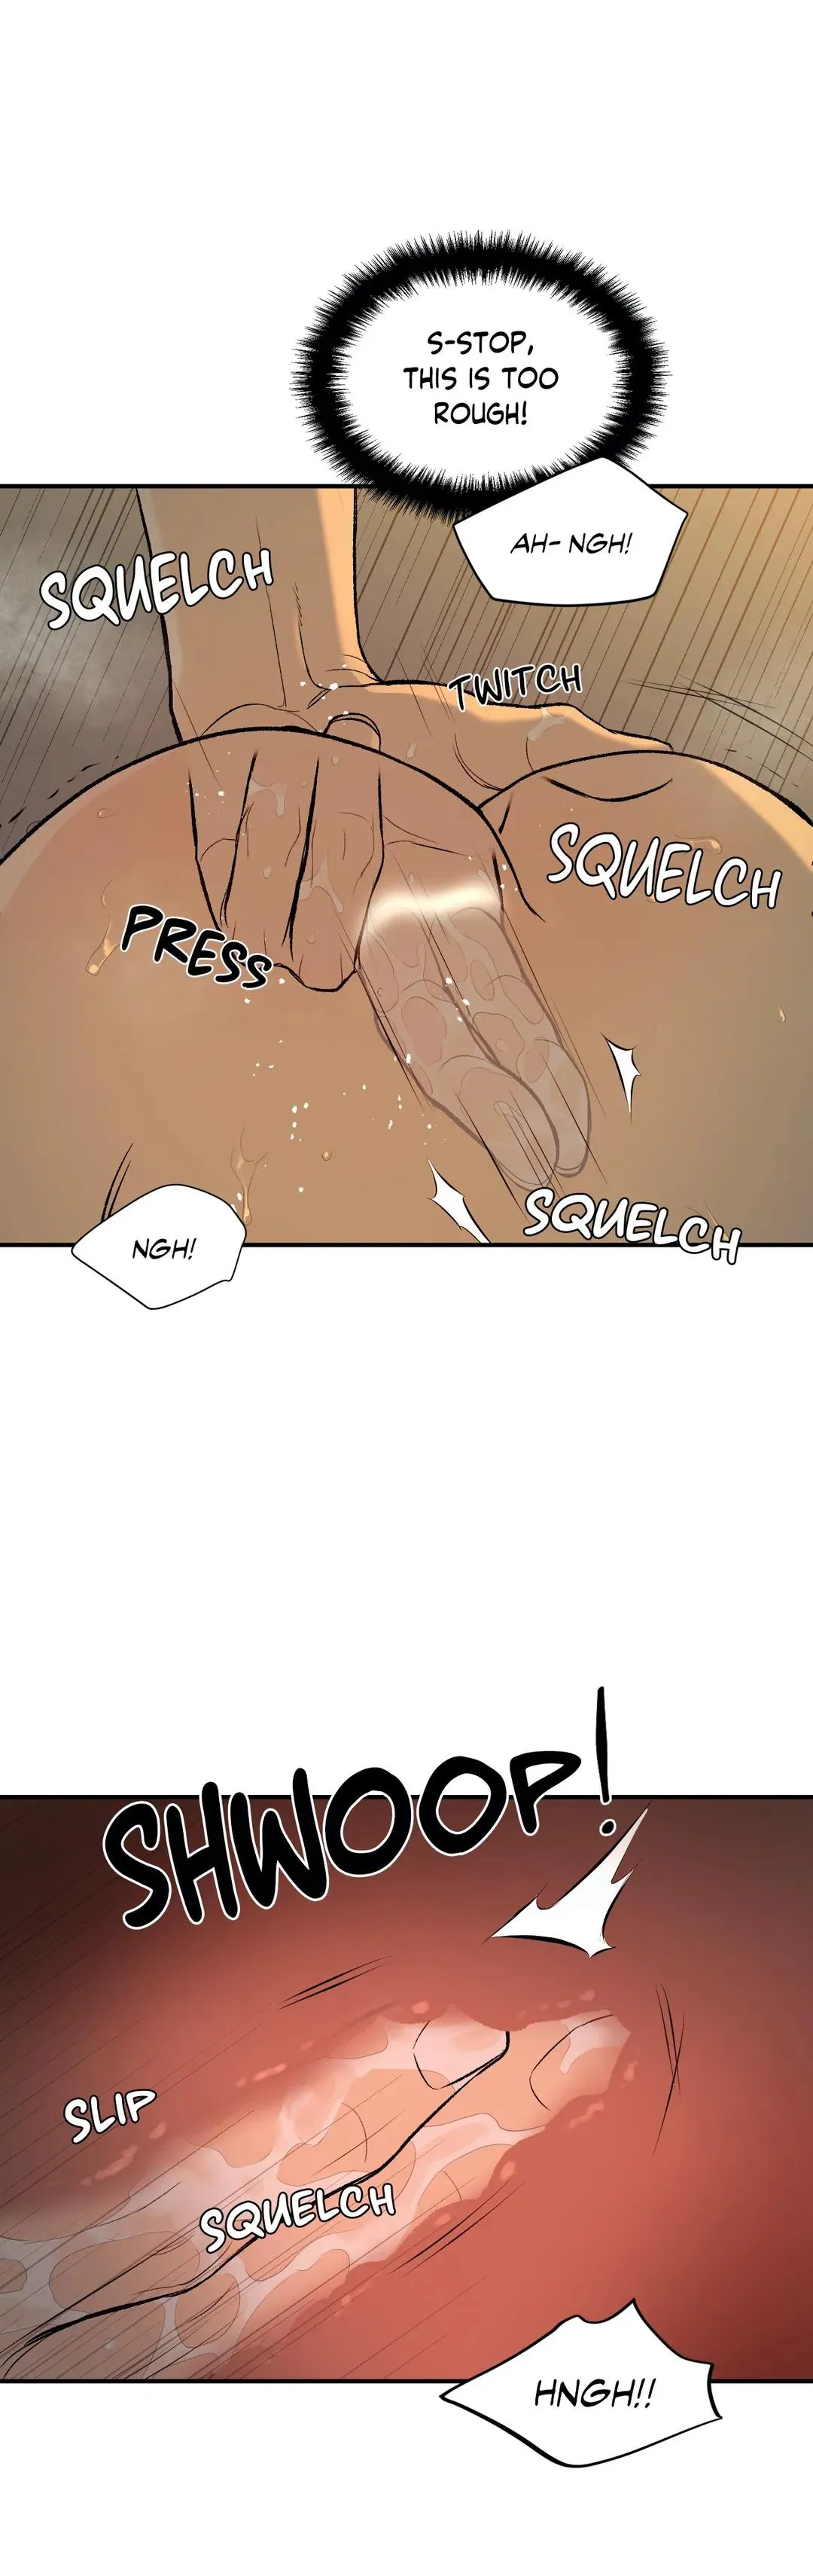 S-STOP,
THIS IS TOO
ROUGH!
AH- NGH!
SQUELCH
TWITCH
SQUELCH
PRESS
SQUELCH
NGH!
SHWOOP!
SLIP
SQUELCH
HNGH!!